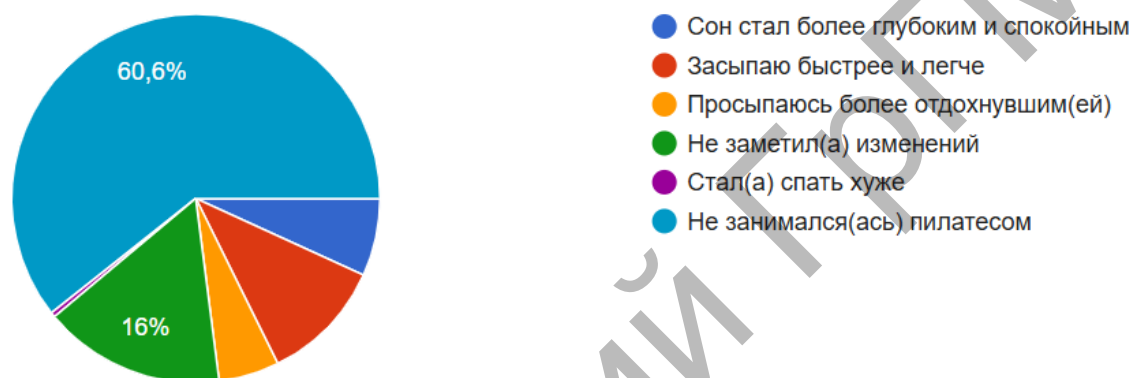 60,6%
16%
Сон стал более глубоким и спокойным
Засыпаю быстрее и легче
Просыпаюсь более отдохнувшим(ей)
Не заметил(а) изменений
Стал(а) спать хуже
Не занимался(ась) пилатесом